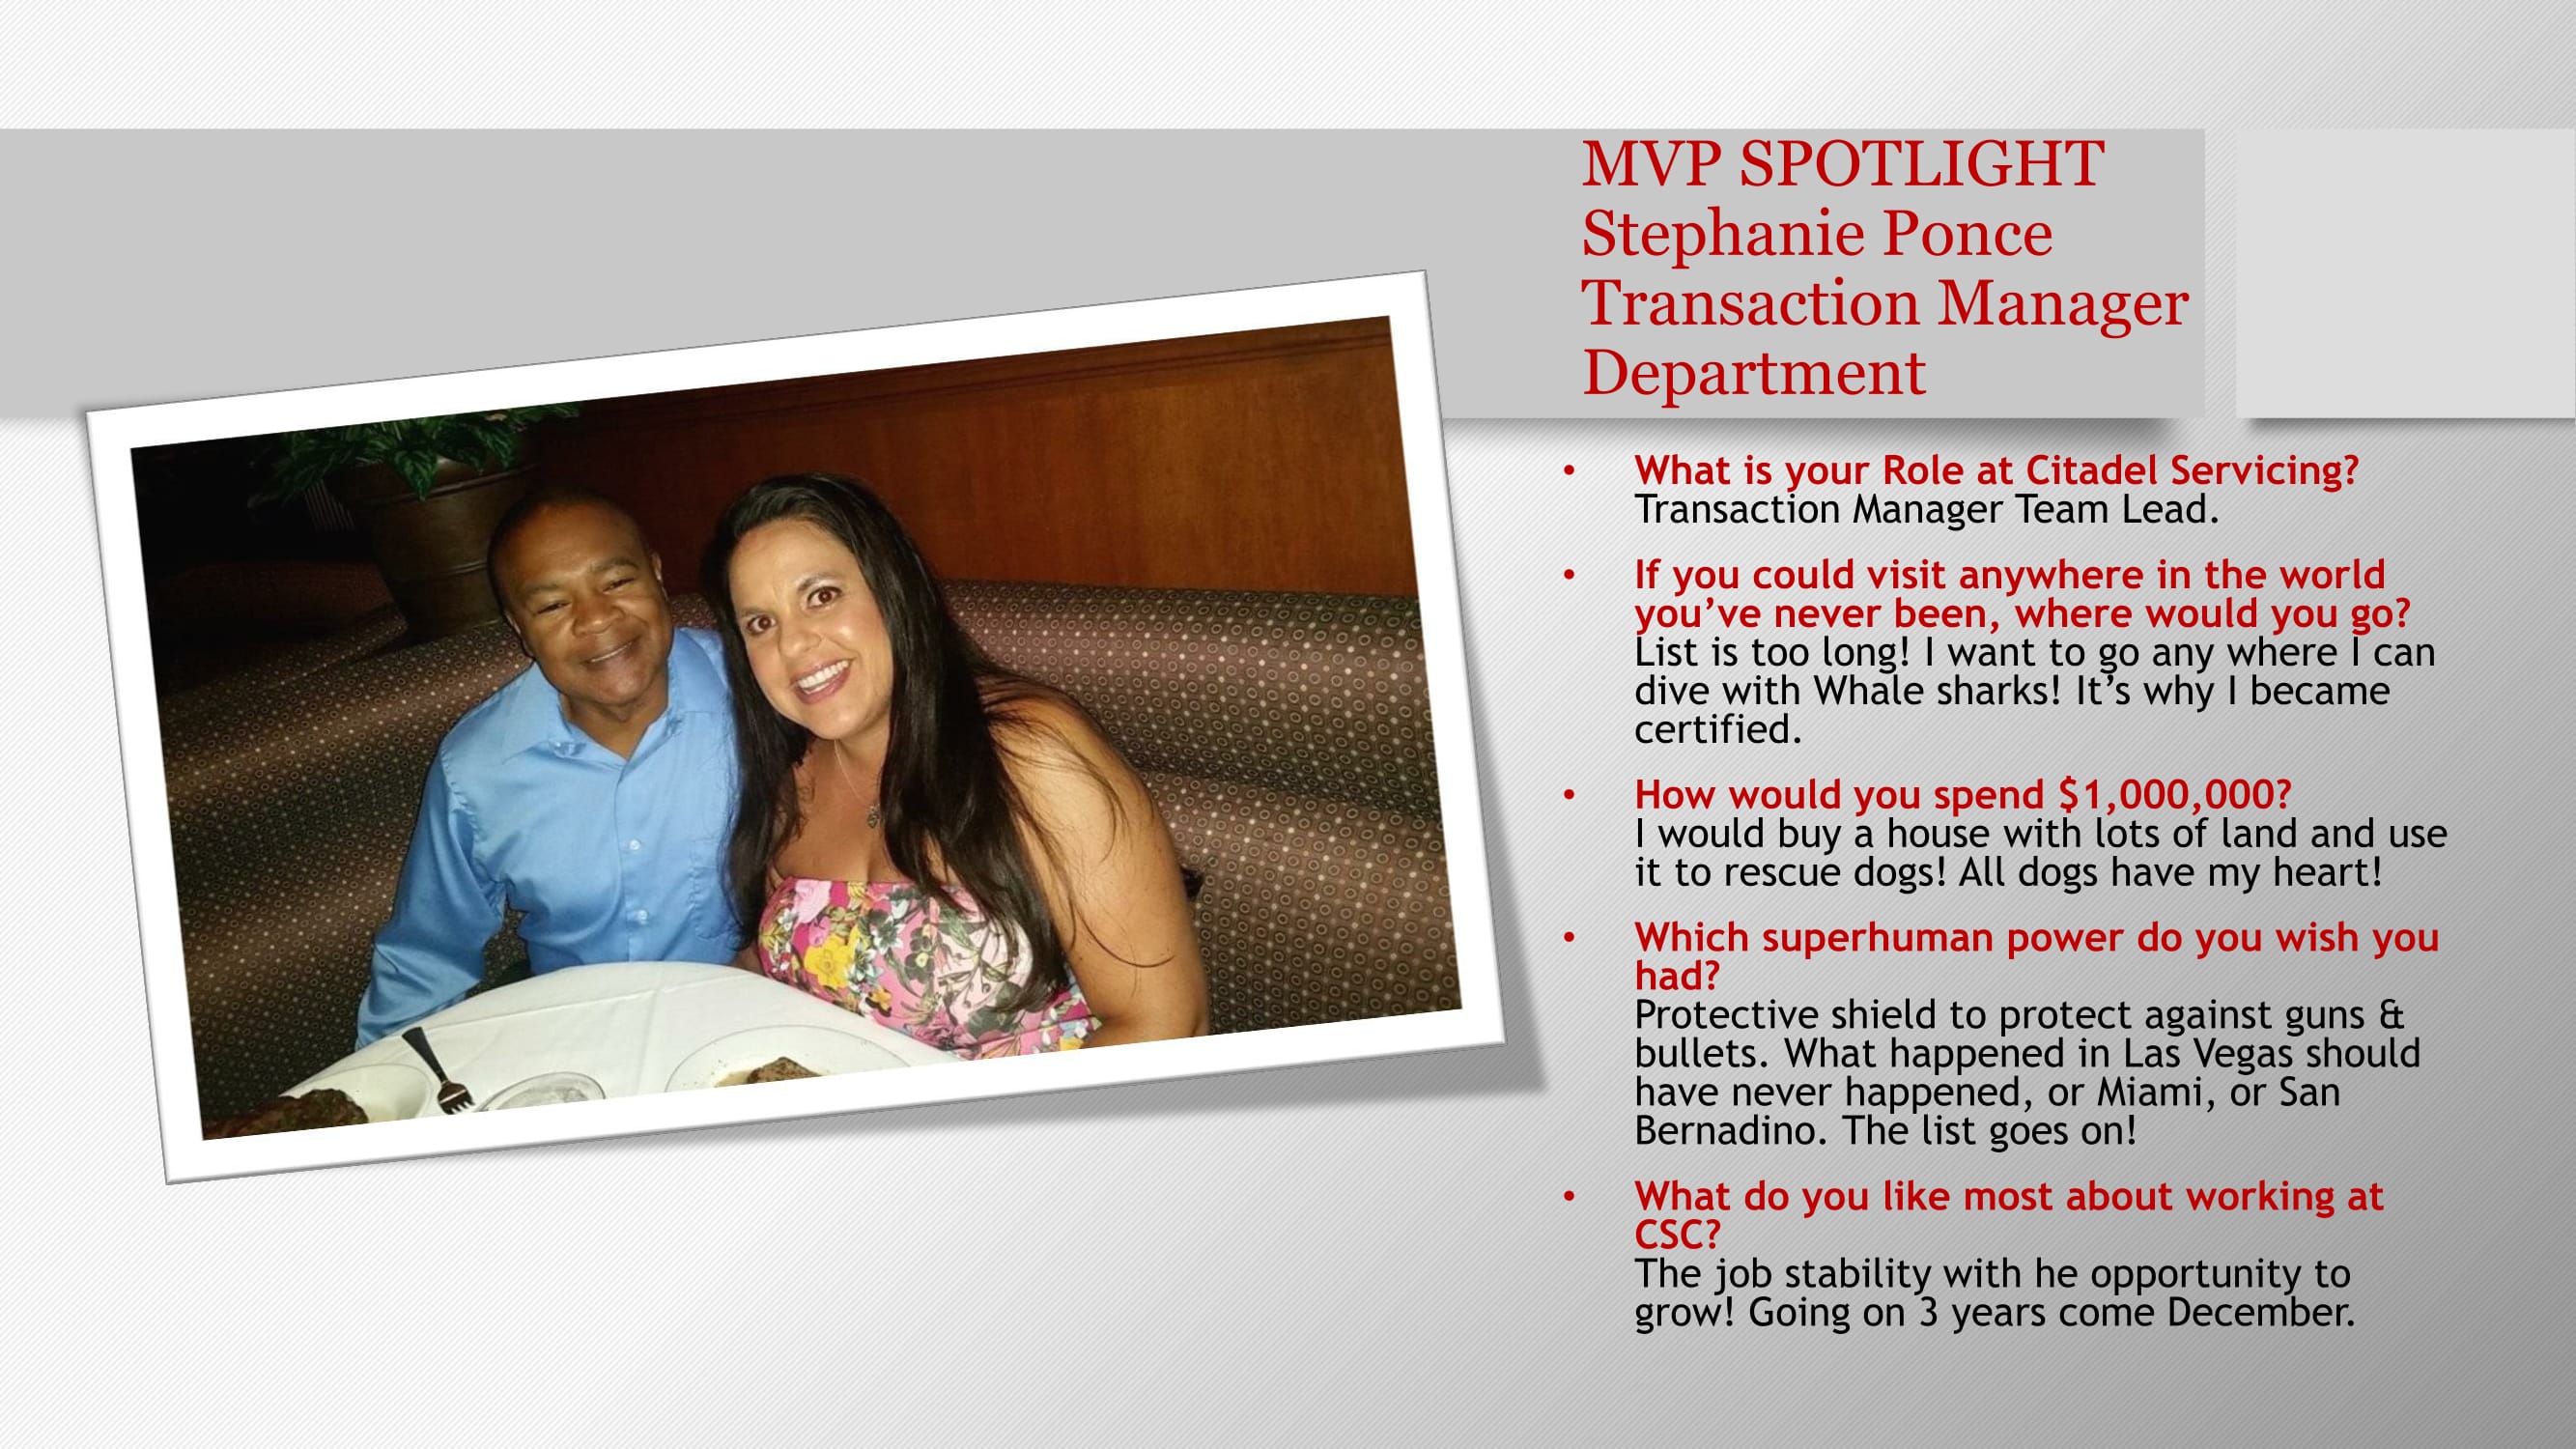 MVP SPOTLIGHT
Stephanie Ponce
Transaction Manager
Department
• What is your Role at Citadel Servicing?
Transaction Manager Team Lead.
• If you could visit anywhere in the world
you’ve never been, where would you go?
List is too long! I want to go any where I can
dive with Whale sharks! It’s why I became
certified.
• How would you spend $1,000,000?
I would buy a house with lots of land and use
it to rescue dogs! All dogs have my heart!
• Which superhuman power do you wish you
had?
Protective shield to protect against guns &
bullets. What happened in Las Vegas should
have never happened, or Miami, or San
Bernadino. The list goes on!
• What do you like most about working at
CSC?
The job stability with he opportunity to
grow! Going on 3 years come December.